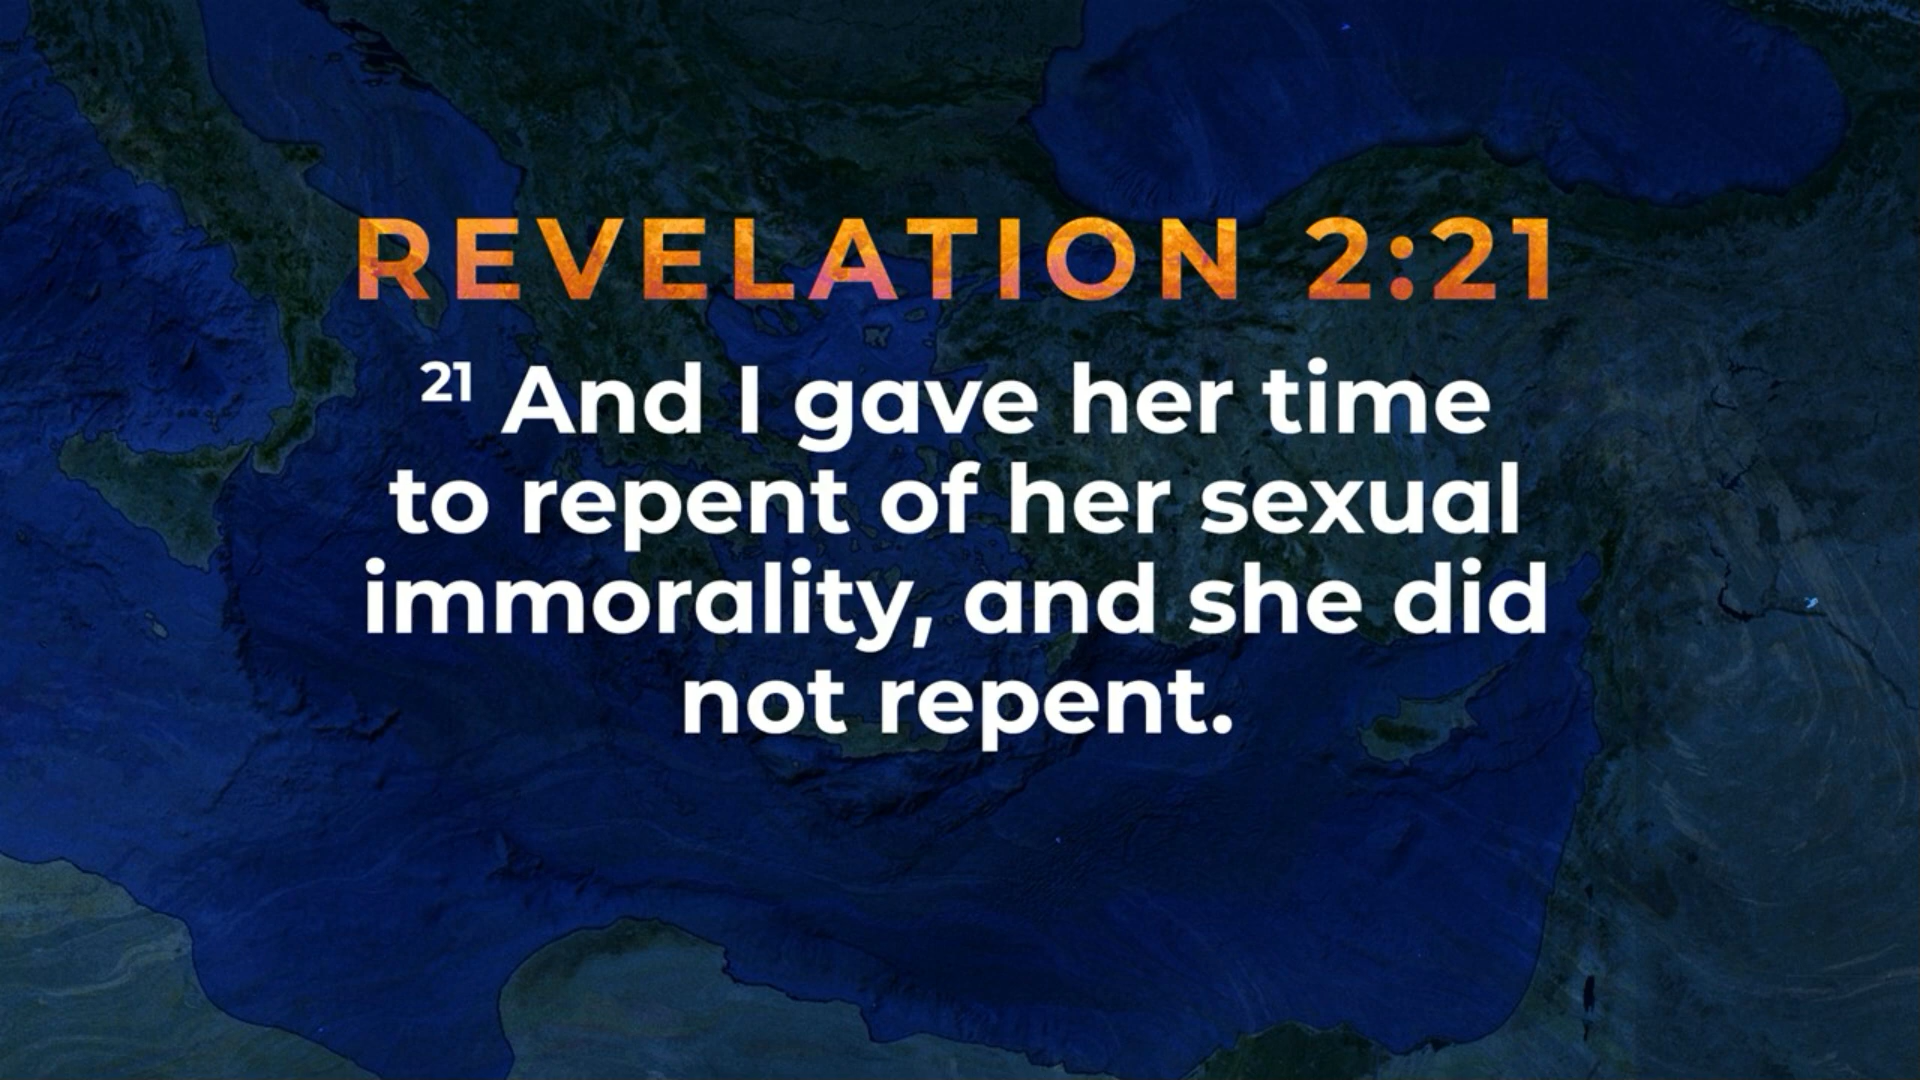 REVELATION 2:21
21 And I gave her time
to repent of her sexual
immorality, and she did
not repent.